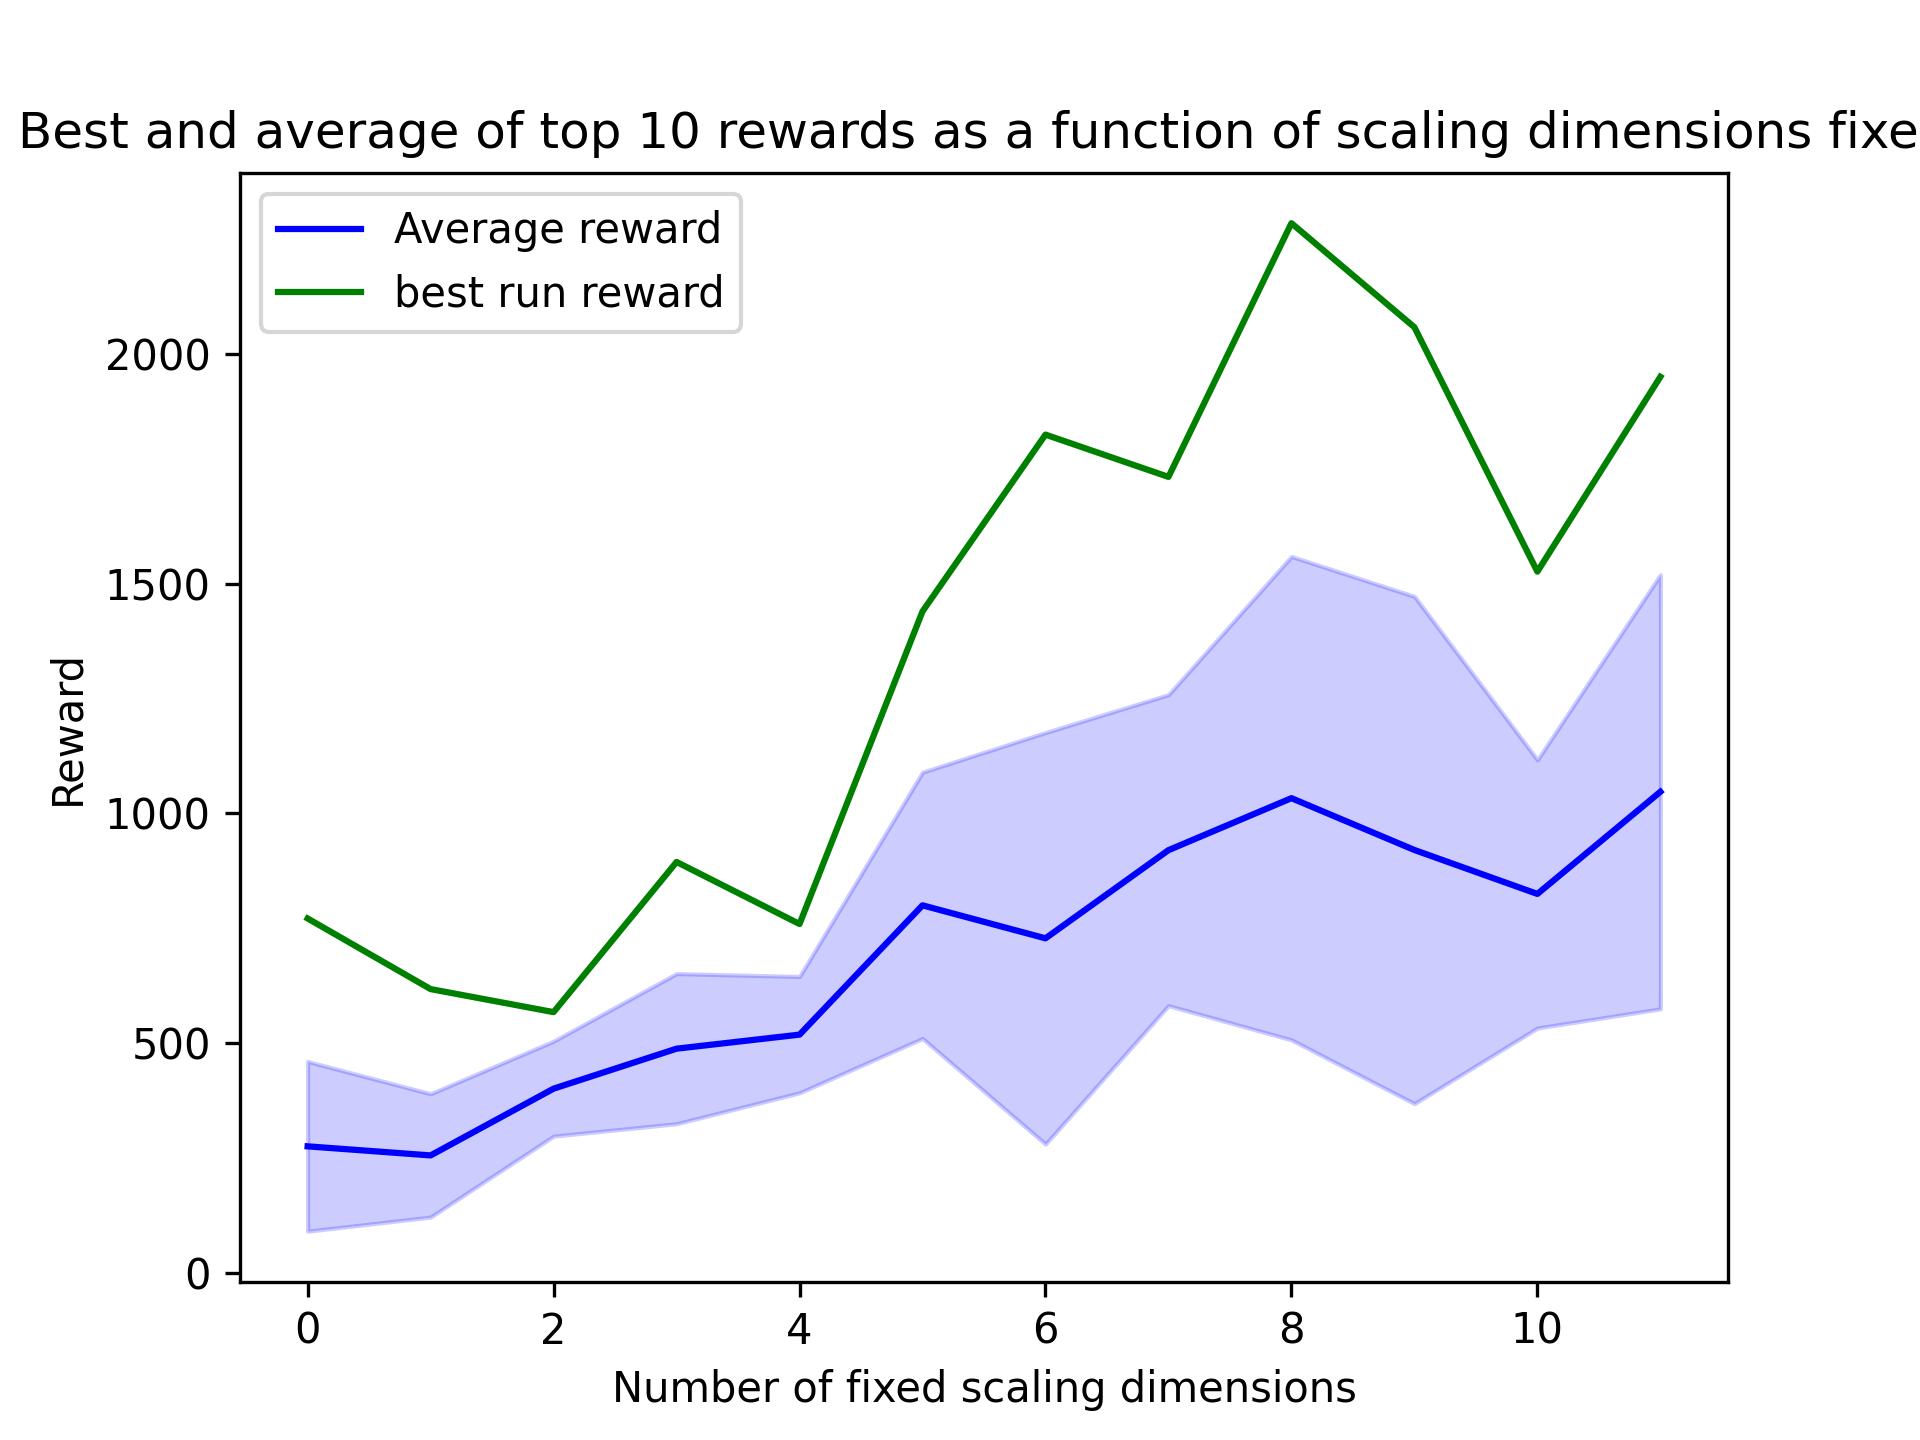 Best and average of top 10 rewards as a function of scaling dimensions fixe
Average reward
best run reward
2000
1500
1000
500
0
Reward
0 2 4 6 8 10
Number of fixed scaling dimensions